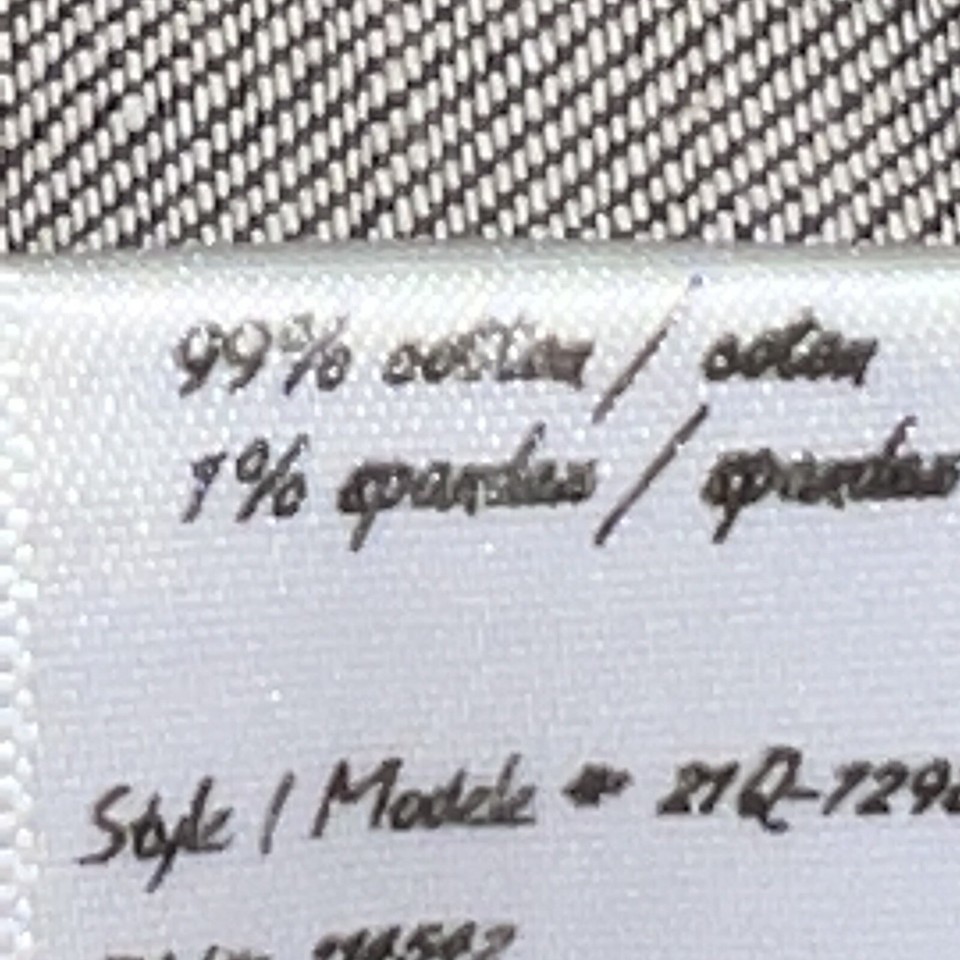 99% cotton / coton
1% spandex / spandex
Style / Modele # 21Q-729